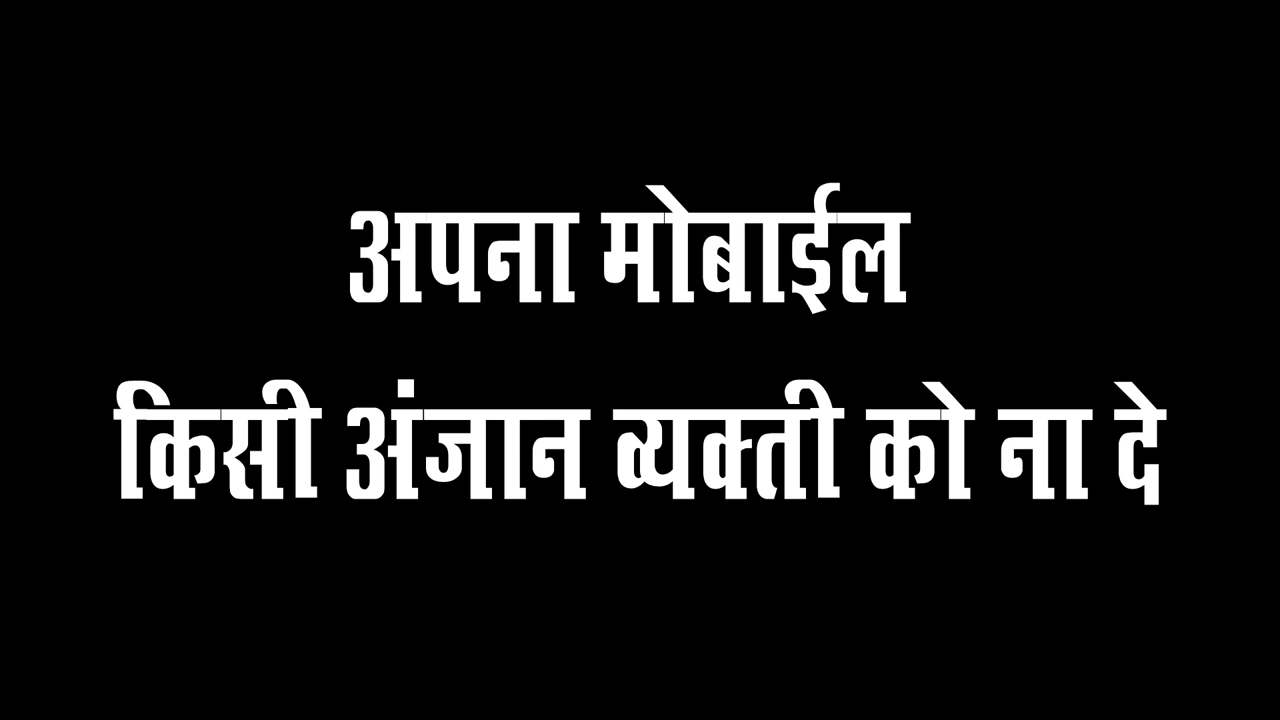 अपना मोबाईल
किसी अंजान व्यक्ती को ना दे